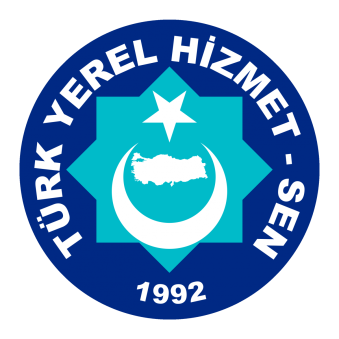 TÜRK YEREL HİZMET - SEN
1992